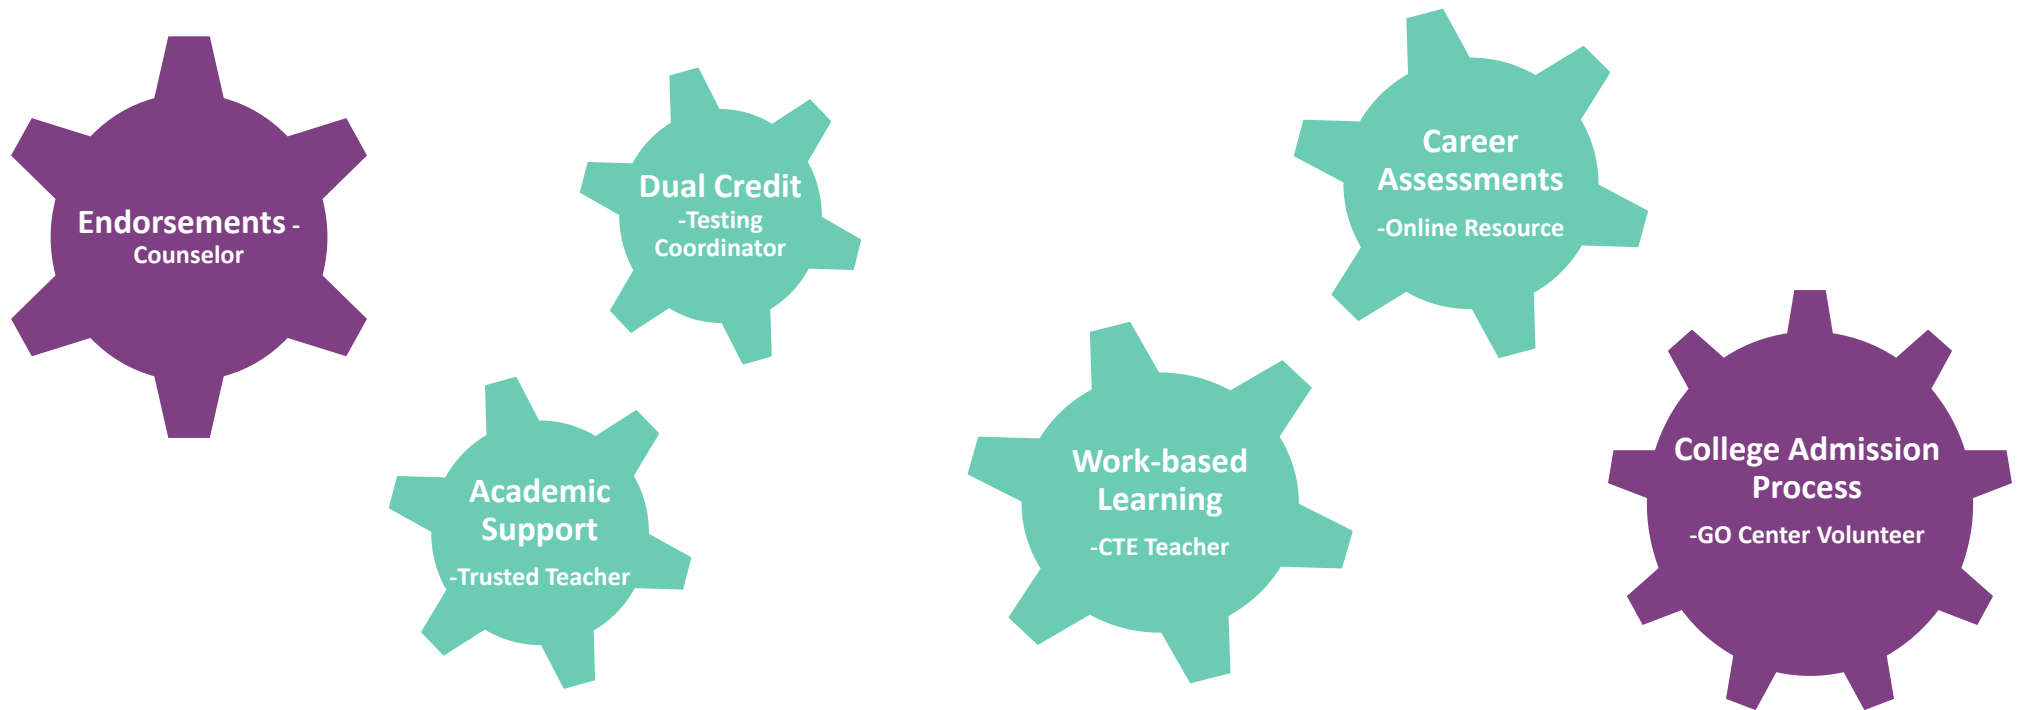 Endorsements -
Counselor
Dual Credit
-Testing
Coordinator
Academic
Support
-Trusted Teacher
Work-based
Learning
-CTE Teacher
Career
Assessments
-Online Resource
College Admission
Process
-GO Center Volunteer